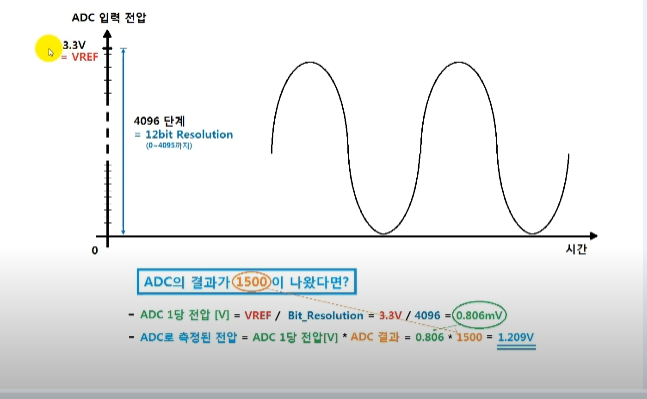 ADC 입력 전압
3.3V
= VREF
4096 단계
= 12bit Resolution
(0~4095까지)
0
시간
ADC의 결과가 1500이 나왔다면?
- ADC 1당 전압 [V] = VREF / Bit_Resolution = 3.3V / 4096 = 0.806mV
- ADC로 측정된 전압 = ADC 1당 전압[V] * ADC 결과 = 0.806 * 1500 = 1.209V